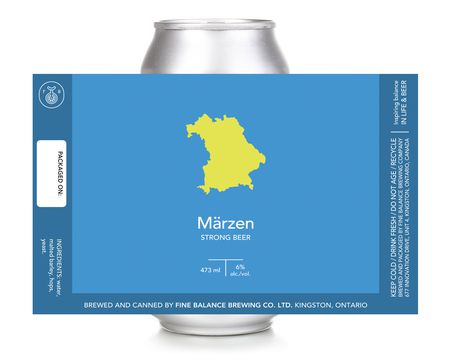 F B
PACKAGED ON:
INGREDIENTS: water,
malted barley, hops,
yeast.
Märzen
STRONG BEER
473 ml
6%
alc./vol.
BREWED AND CANNED BY FINE BALANCE BREWING CO. LTD. KINGSTON, ONTARIO
Inspiring balance
IN LIFE & BEER
KEEP COLD / DRINK FRESH / DO NOT AGE / RECYCLE
BREWED AND PACKAGED BY FINE BALANCE BREWING COMPANY
677 INNOVATION DRIVE, UNIT 4, KINGSTON, ONTARIO, CANADA